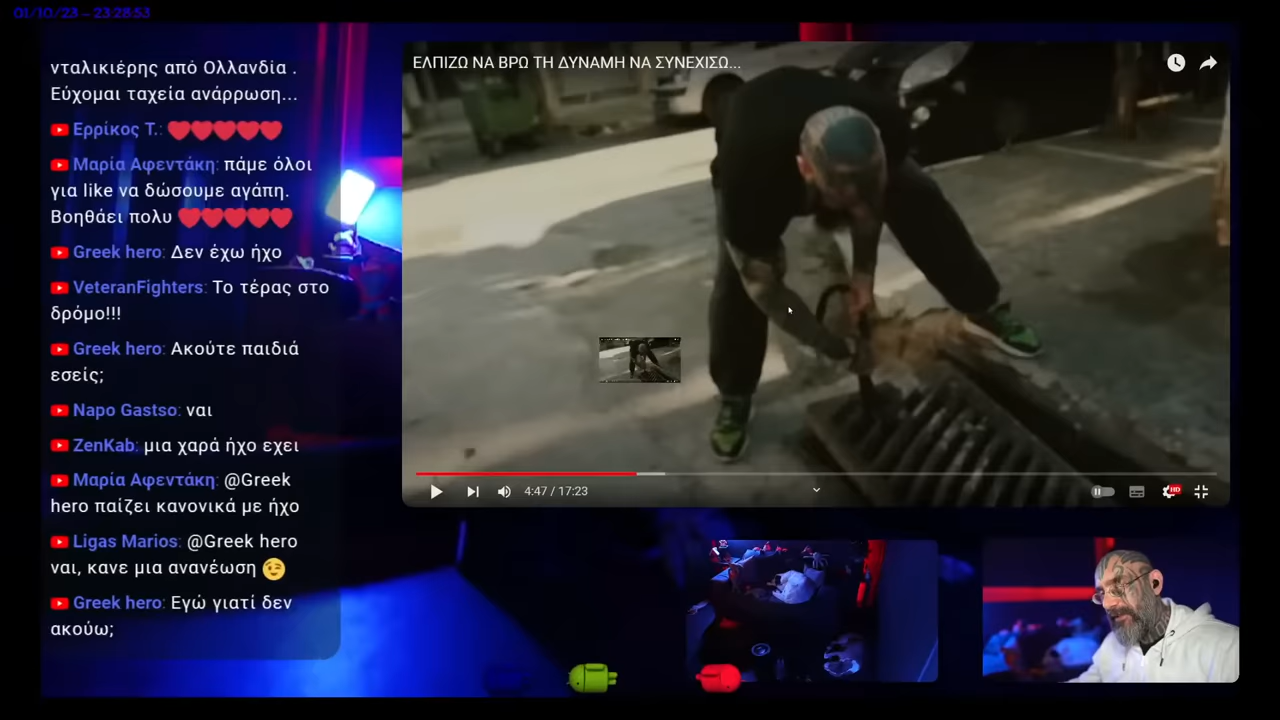 01/10/23 – 23:28:53
νταλικιέρης από Ολλανδία .
Εύχομαι ταχεία ανάρρωση...
Ερρίκος Τ.: ❤❤❤❤❤
Μαρία Αφεντάκη: πάμε όλοι
για like να δώσουμε αγάπη.
Βοηθάει πολυ ❤❤❤❤❤
Greek hero: Δεν έχω ήχο
VeteranFighters: Το τέρας στο
δρόμο!!!
Greek hero: Ακούτε παιδιά
εσείς;
Napo Gastso: ναι
ZenKab: μια χαρά ήχο εχει
Μαρία Αφεντάκη: @Greek
hero παίζει κανονικά με ήχο
Ligas Marios: @Greek hero
ναι, κανε μια ανανέωση 😉
Greek hero: Εγώ γιατί δεν
ακούω;
ΕΛΠΙΖΩ ΝΑ ΒΡΩ ΤΗ ΔΥΝΑΜΗ ΝΑ ΣΥΝΕΧΙΣΩ...
4:47 / 17:23
HD